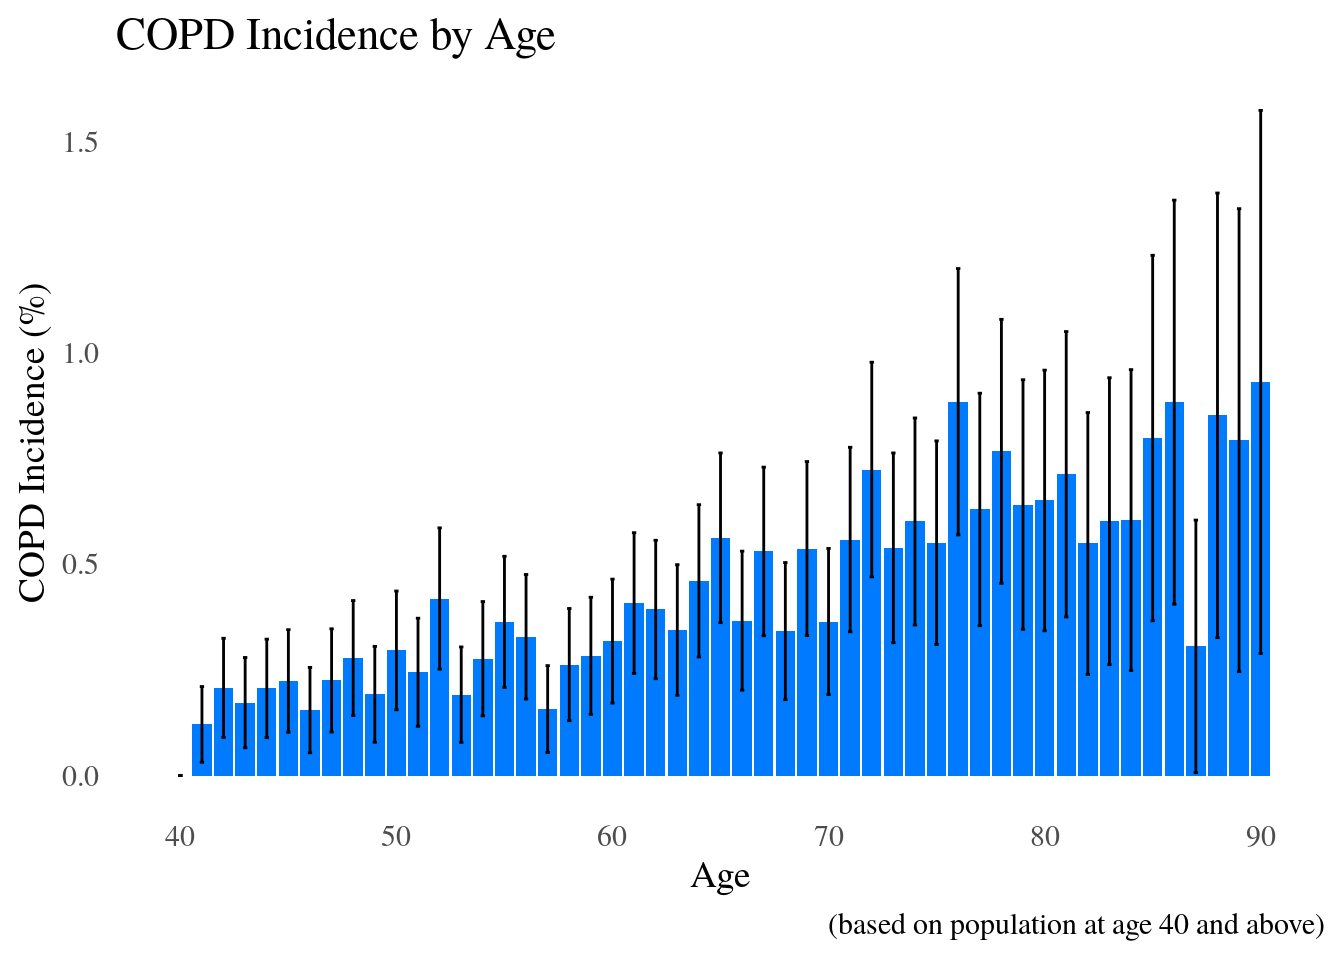 COPD Incidence by Age
COPD Incidence (%)
1.5
1.0
0.5
0.0
40 50 60 70 80 90
Age
(based on population at age 40 and above)